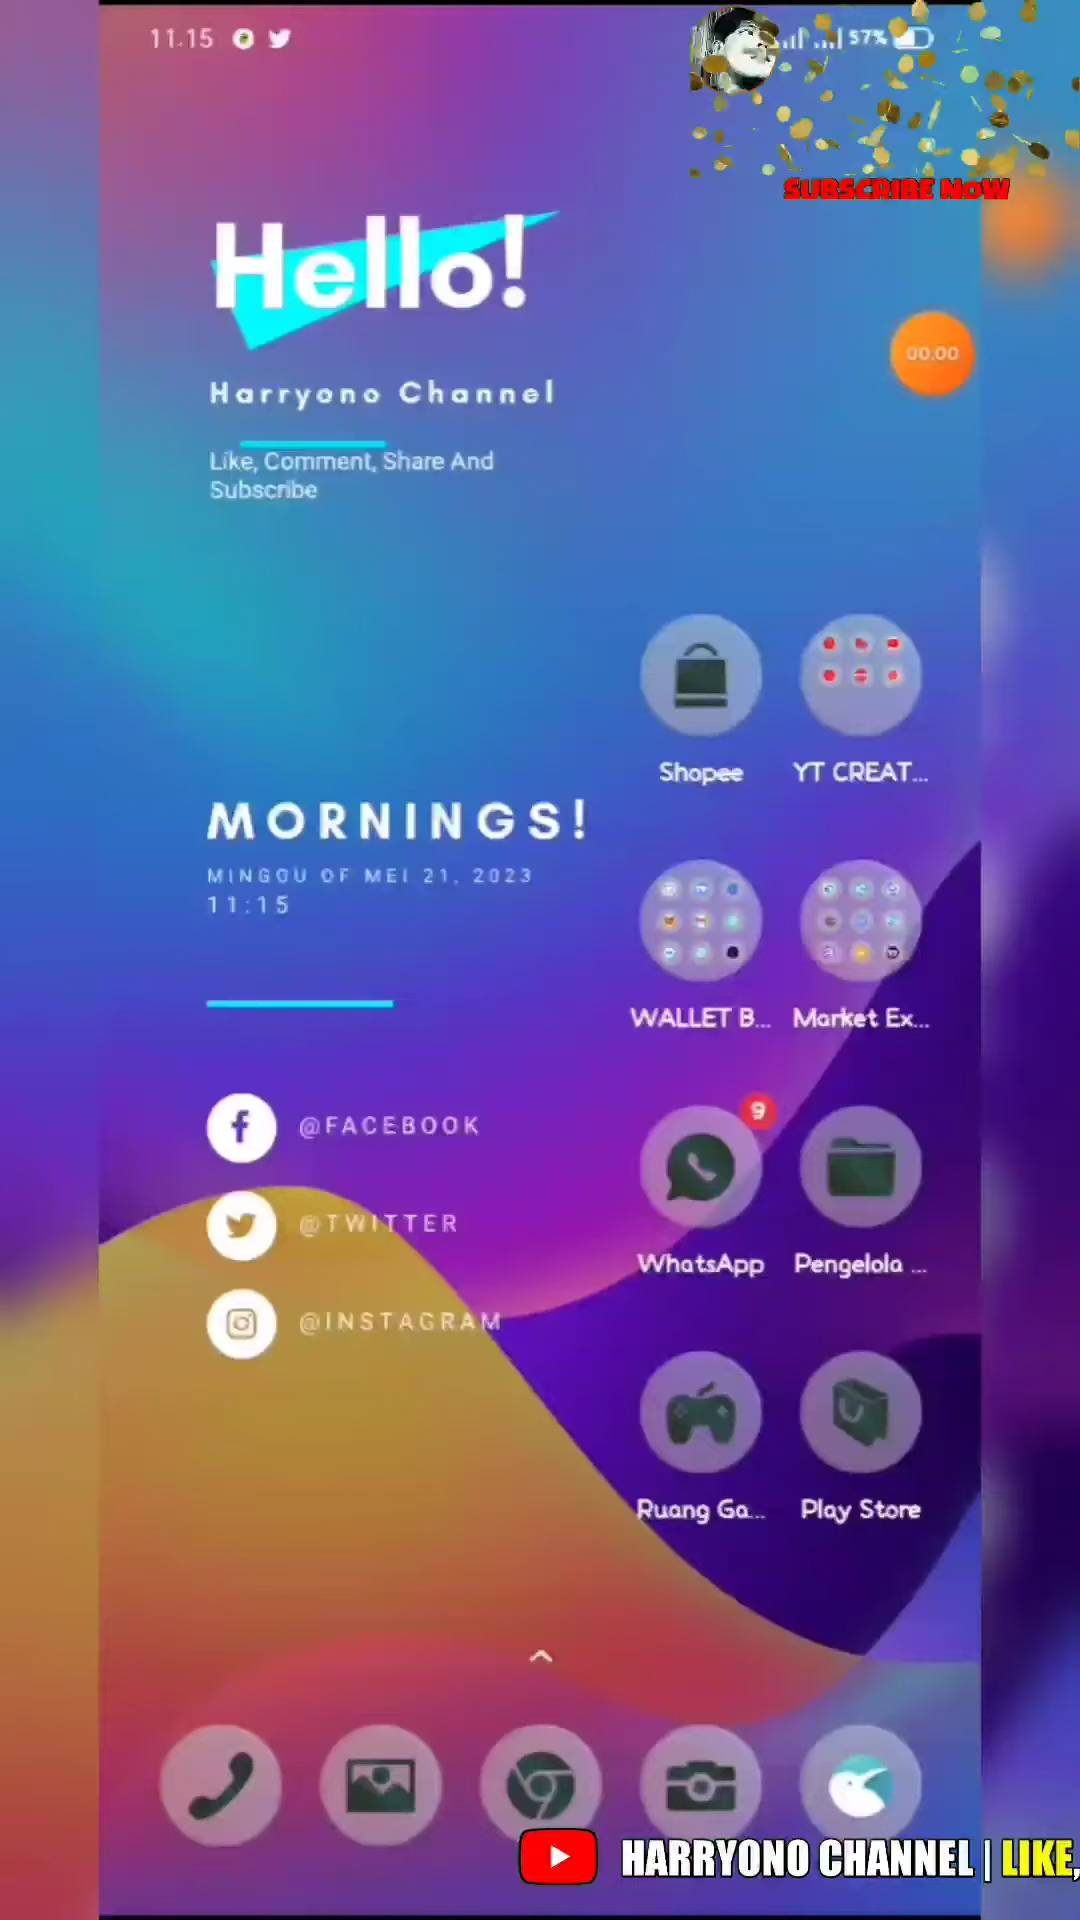 11.15
57%
SUBSCRIBE NOW
Hello!
00.00
Harryono Channel
Like, Comment, Share And
Subscribe
Shopee
YT CREAT...
MORNINGS!
MINGGU OF MEI 21, 2023
11:15
WALLET B...
Market Ex...
@FACEBOOK
9
@TWITTER
WhatsApp
Pengelola ...
@INSTAGRAM
Ruang Ga...
Play Store
HARRYONO CHANNEL | LIKE,